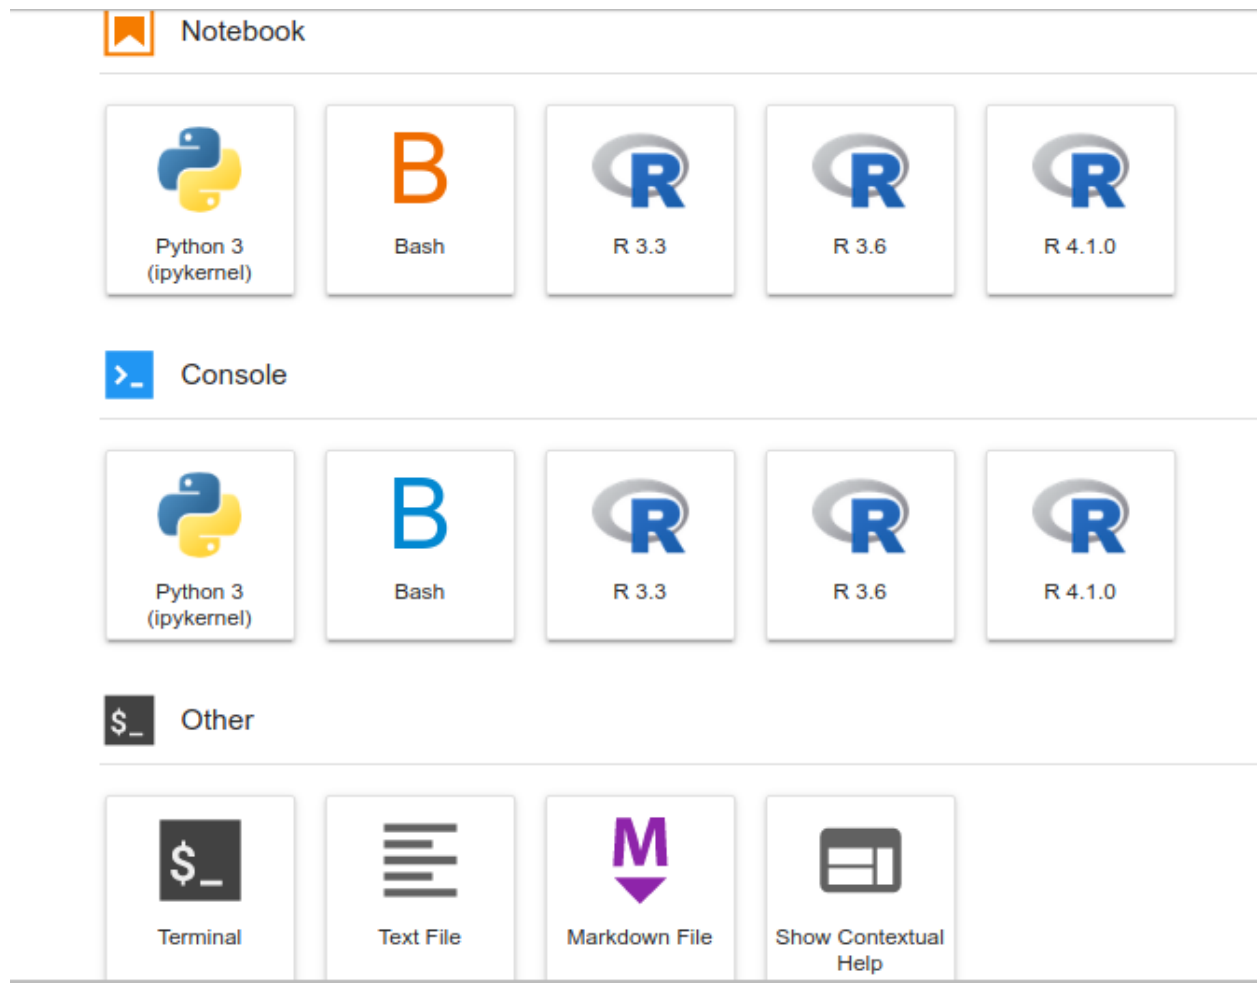 Notebook
Python 3
(ipykernel)
B
Bash
R
R 3.3
R
R 3.6
R
R 4.1.0
>_
Console
Python 3
(ipykernel)
B
Bash
R
R 3.3
R
R 3.6
R
R 4.1.0
$_
Other
$_
Terminal
Text File
M
Markdown File
Show Contextual
Help